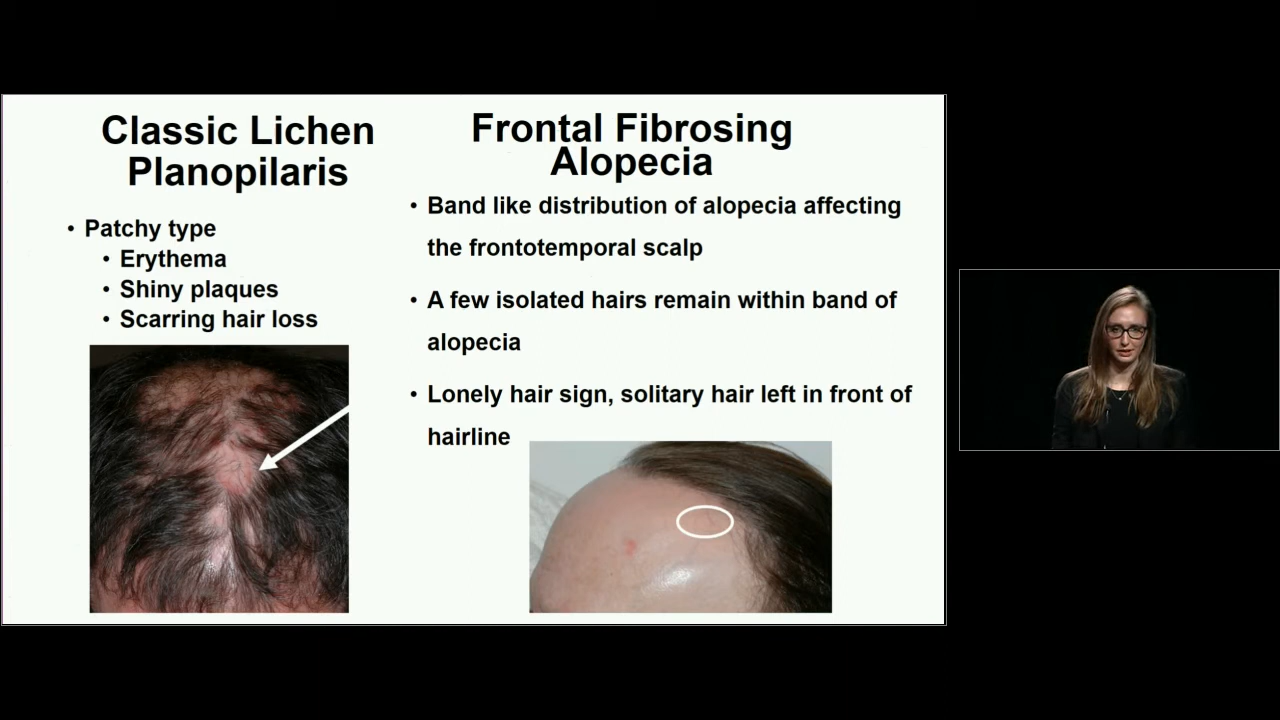 Classic Lichen
Planopilaris
• Patchy type
• Erythema
• Shiny plaques
• Scarring hair loss
Frontal Fibrosing
Alopecia
• Band like distribution of alopecia affecting
the frontotemporal scalp
• A few isolated hairs remain within band of
alopecia
• Lonely hair sign, solitary hair left in front of
hairline